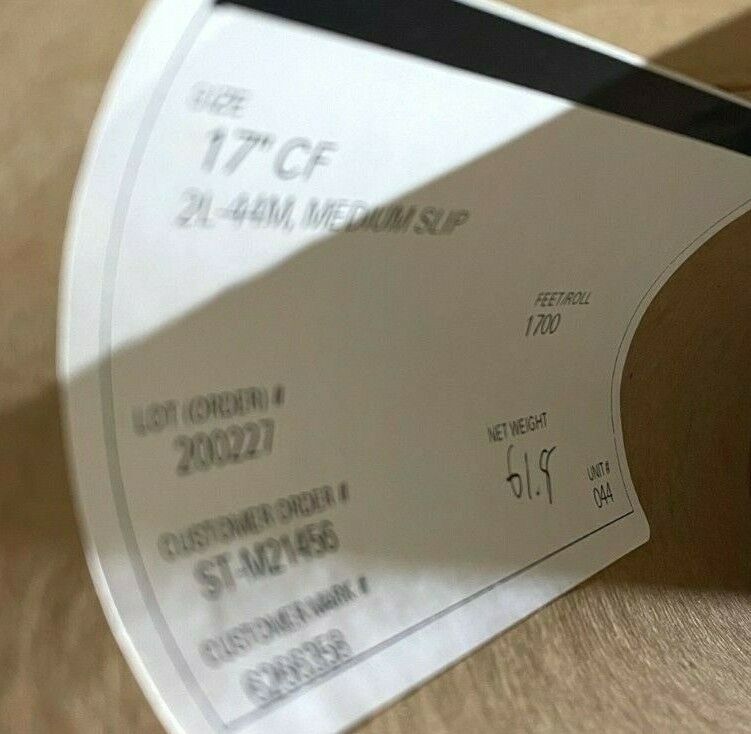 SIZE
17" CF
2L-44M, MEDIUM SLIP
FEET/ROLL
1700
LOT (ORDER) #
200227
NET WEIGHT
61.8
UNIT #
044
CUSTOMER ORDER #
ST-M21456
CUSTOMER MARK #